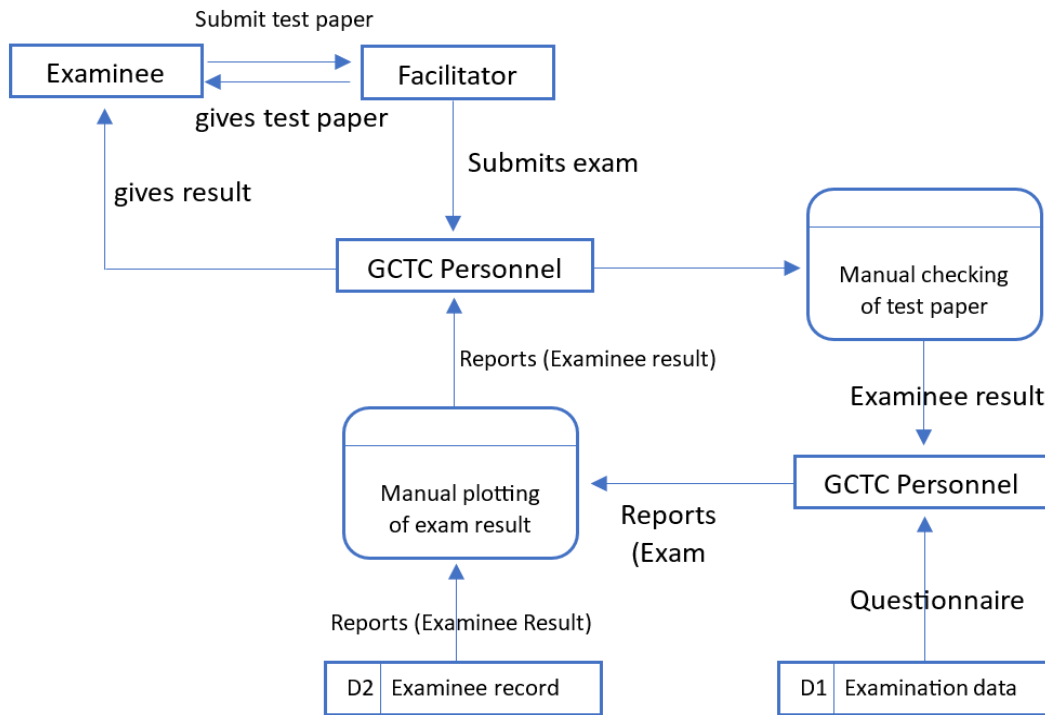 Submit test paper
Examinee
Facilitator
gives test paper
Submits exam
gives result
GCTC Personnel
Manual checking
of test paper
Reports (Examinee result)
Examinee result
Manual plotting
of exam result
GCTC Personnel
Reports
(Exam
Questionnaire
Reports (Examinee Result)
D2 Examinee record
D1 Examination data